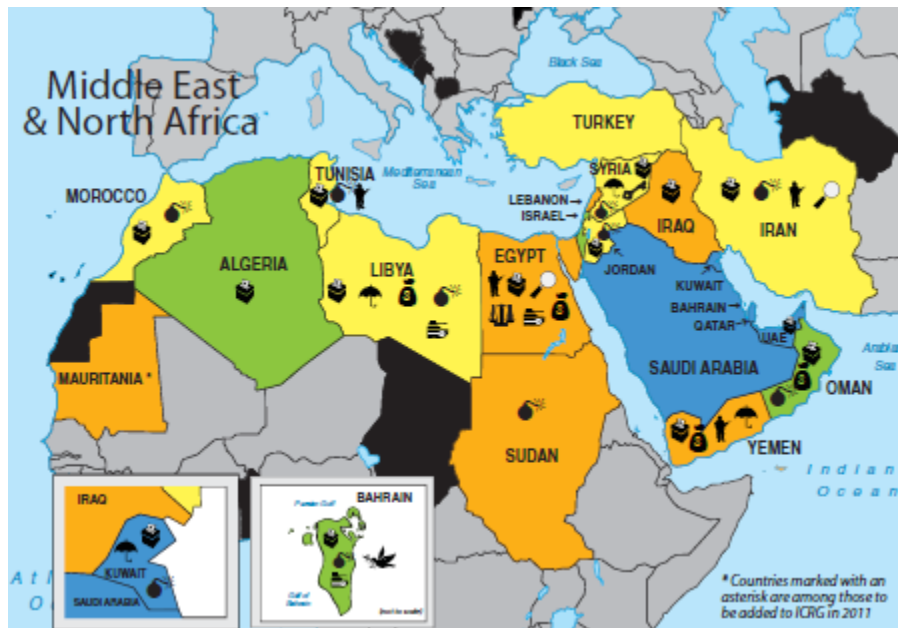 Middle East
& North Africa
Black Sea
TURKEY
Mediterranean
Sea
MOROCCO
TUNISIA
SYRIA
LEBANON →
ISRAEL →
IRAQ
IRAN
ALGERIA
LIBYA
EGYPT
JORDAN
KUWAIT
BAHRAIN →
QATAR →
UAE
Arabian
Sea
MAURITANIA *
SAUDI ARABIA
OMAN
SUDAN
YEMEN
Indian
Ocean
IRAQ
KUWAIT
SAUDI ARABIA
BAHRAIN
Persian Gulf
Gulf of
Bahrain
(not to scale)
* Countries marked with an
asterisk are among those to
be added to ICRG in 2011